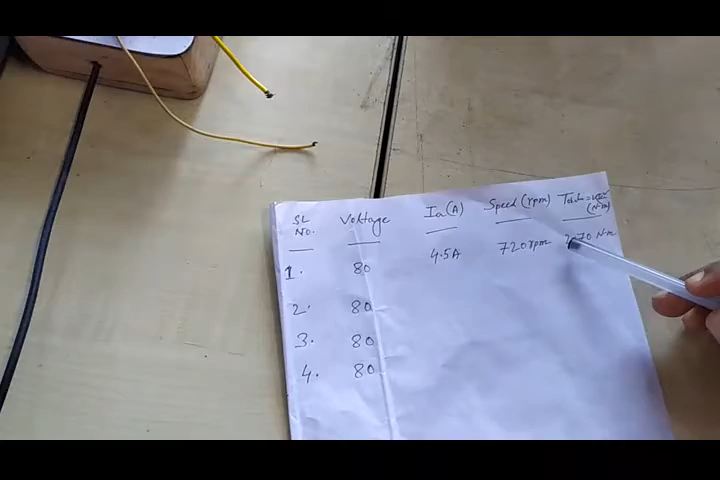 SL NO. Voltage Ia(A) Speed (rpm) (N-m)
1. 80 4.5A 720rpm N-m
2. 80
3. 80
4. 80